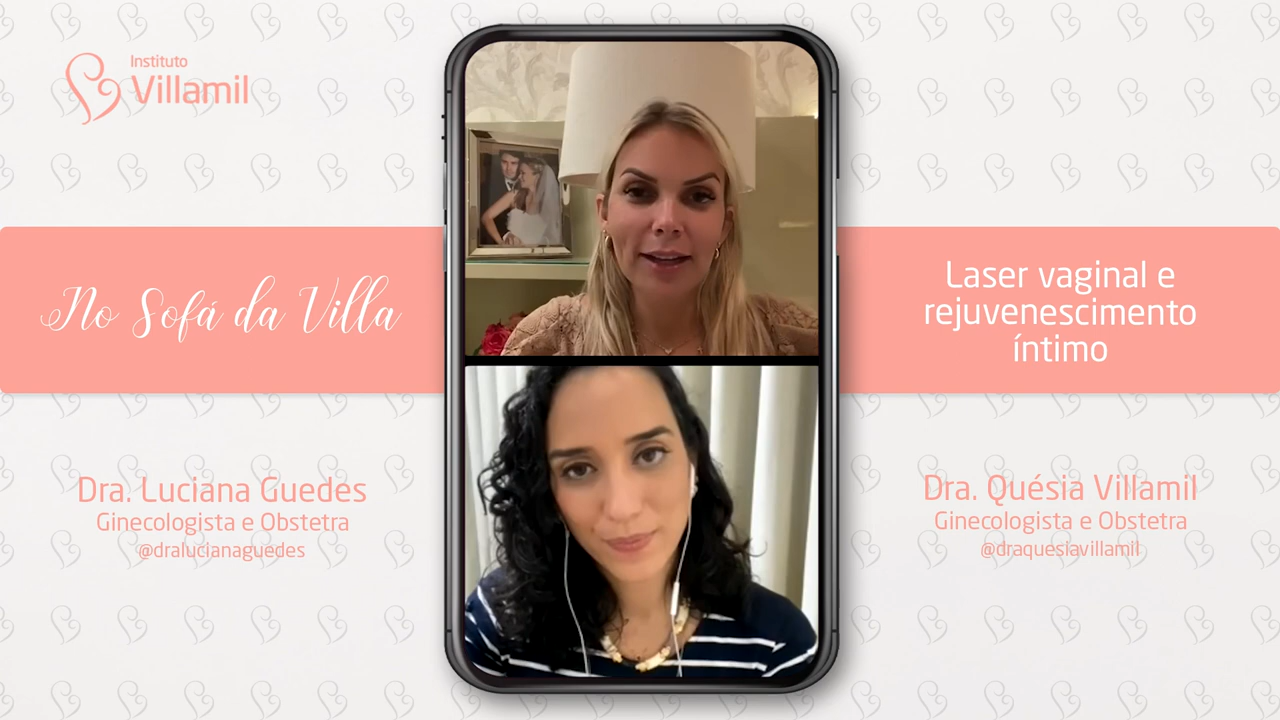 Instituto
Villamil
No Sofá da Villa
Laser vaginal e
rejuvenescimento
íntimo
Dra. Luciana Guedes
Ginecologista e Obstetra
@dralucianaguedes
Dra. Quésia Villamil
Ginecologista e Obstetra
@draquesiavillamil